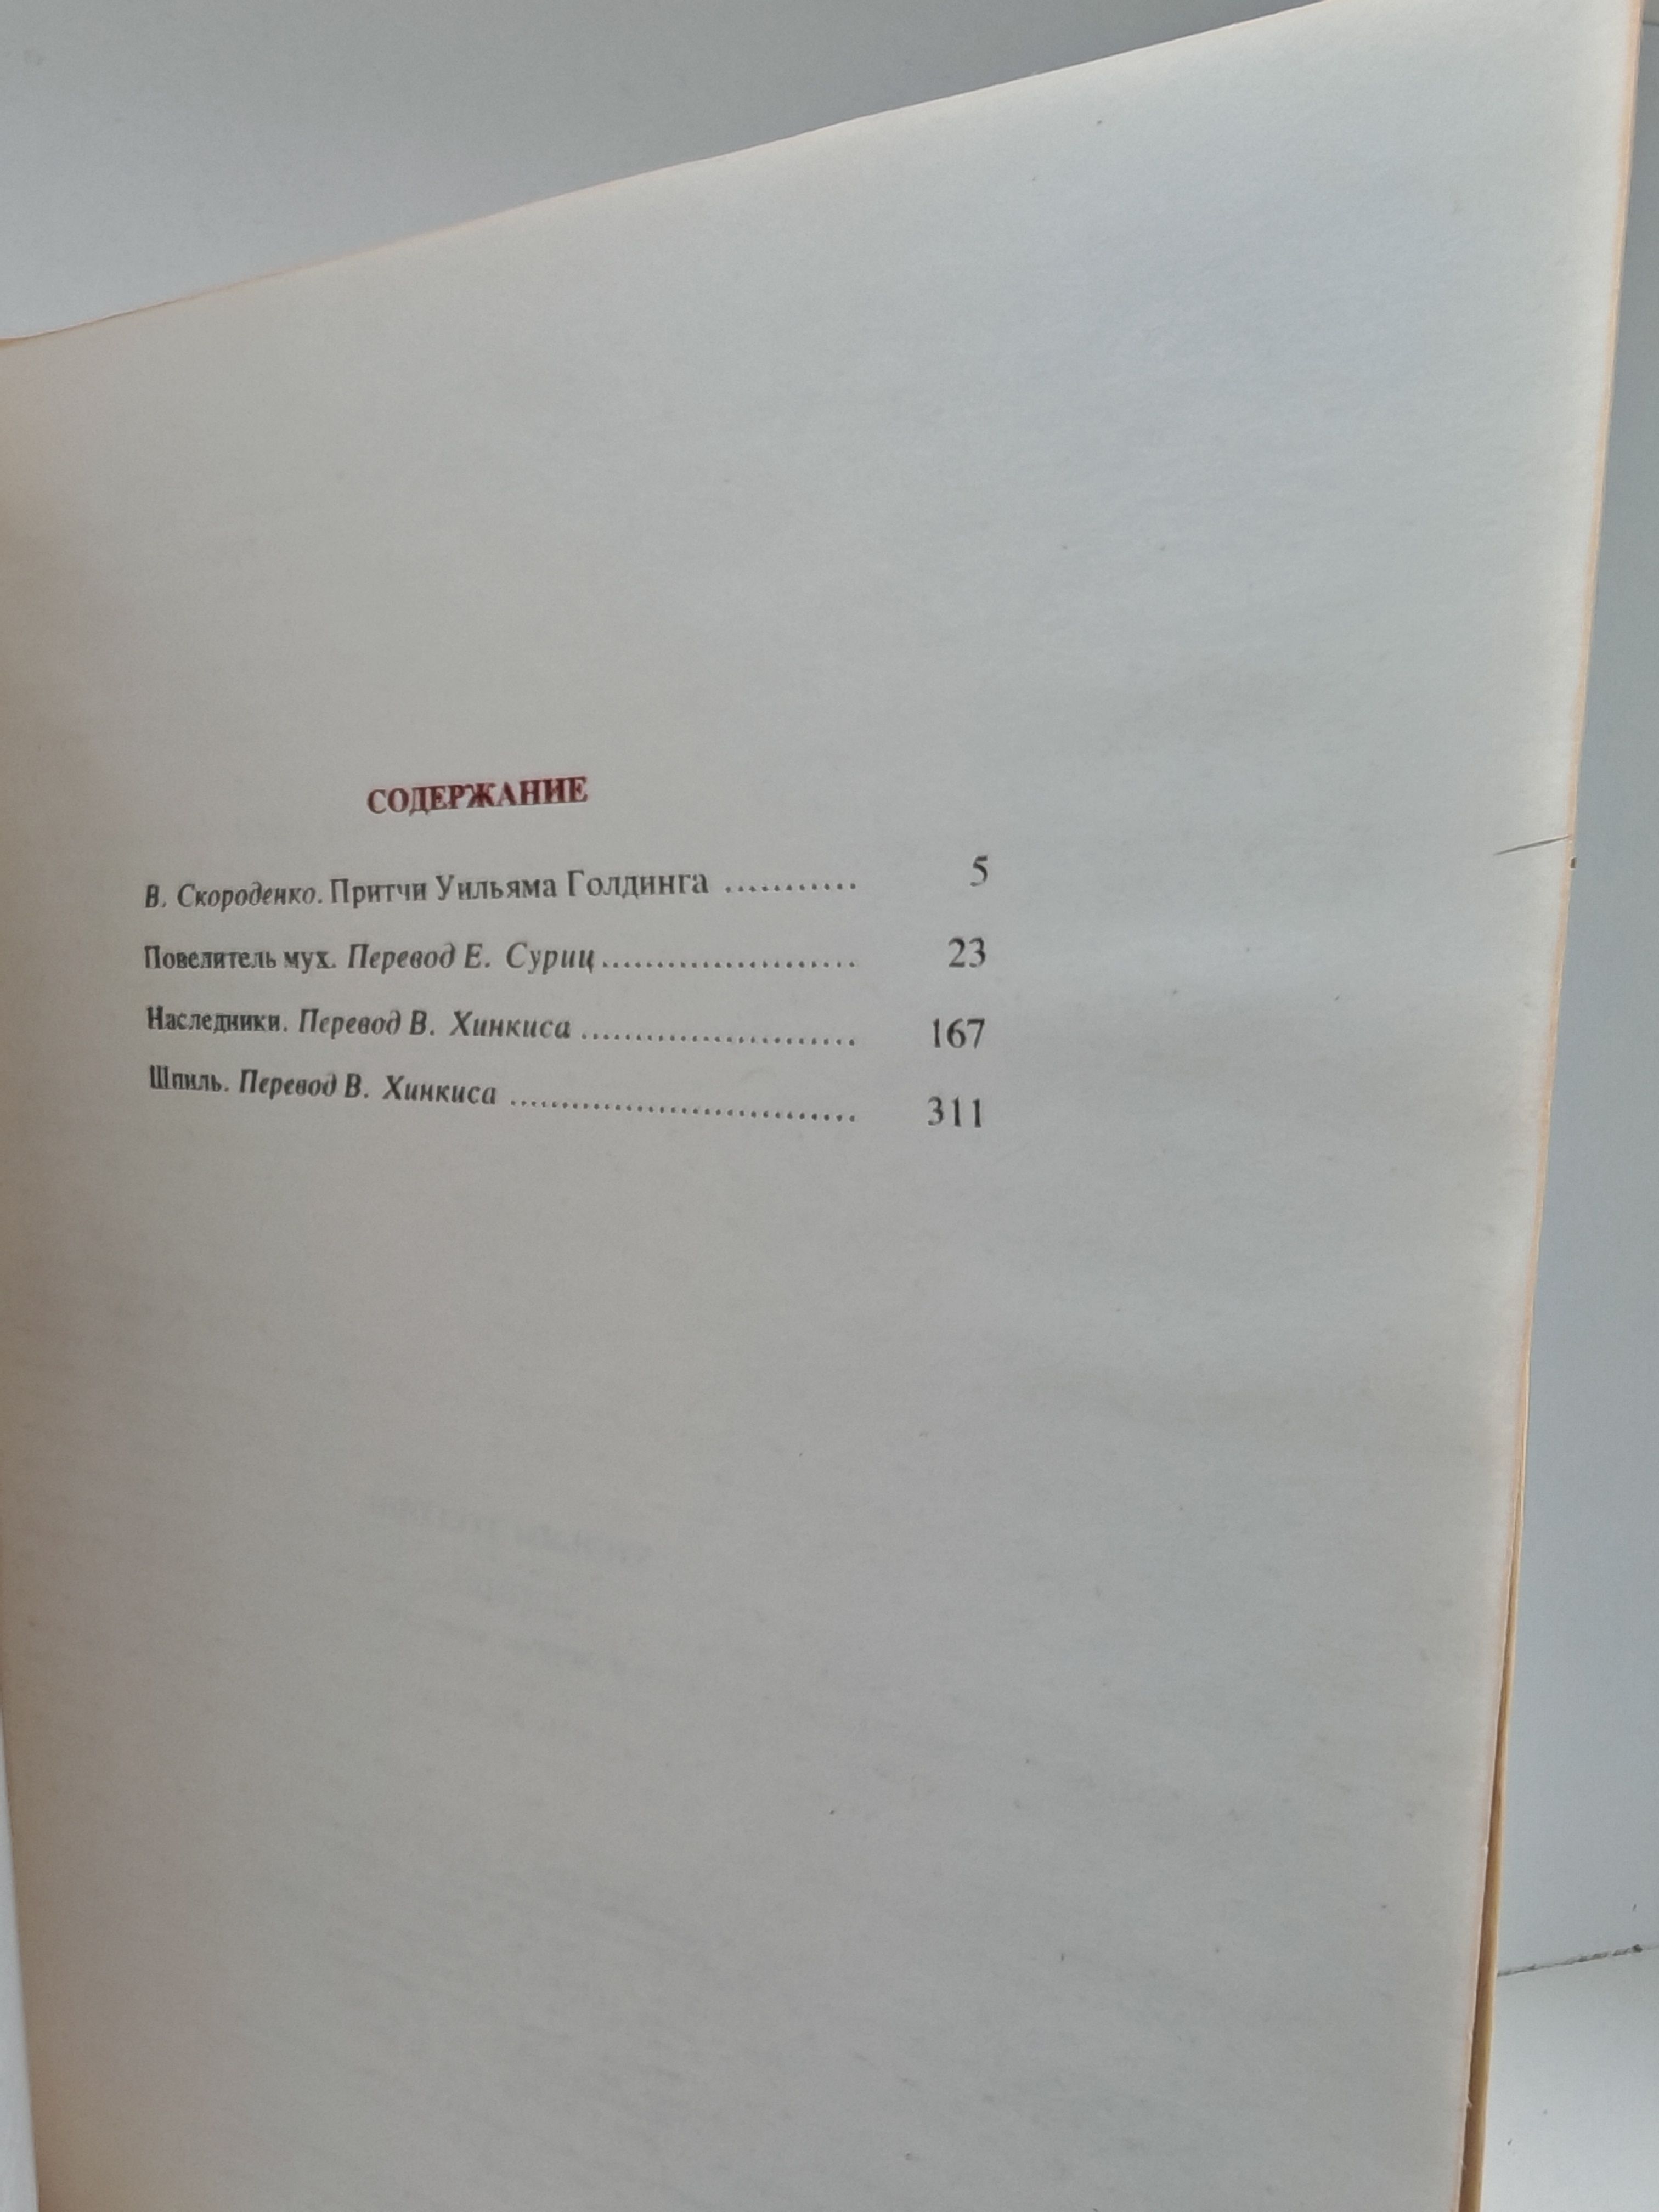 СОДЕРЖАНИЕ
В. Скороденко. Притчи Уильяма Голдинга ........... 5
Повелитель мух. Перевод Е. Суриц ...................... 23
Наследники. Перевод В. Хинкиса ........................ 167
Шпиль. Перевод В. Хинкиса .............................. 311